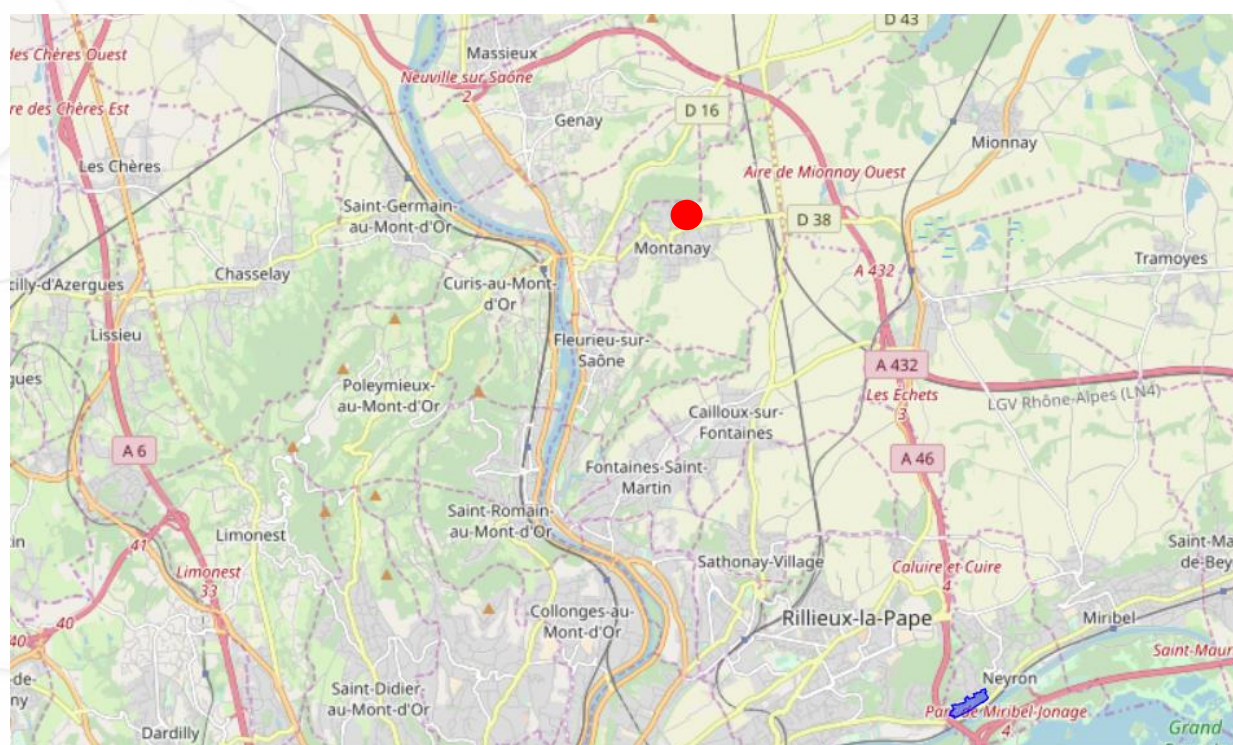 D 43
Massieux
des Chères Ouest
Neuville sur Saône
2
re des Chères Est
D 16
Genay
Mionnay
Les Chères
Aire de Mionnay Ouest
Saint-Germain-
au-Mont-d'Or
D 38
Montanay
Tramoyes
Chasselay
A 432
cilly-d'Azergues
Curis-au-Mont-
d'Or
Lissieu
Fleurieu-sur-
Saône
A 432
gues
Poleymieux-
au-Mont-d'Or
Les Échets
3
LGV Rhône-Alpes (LN4)
Cailloux-sur-
Fontaines
A 6
A 46
Fontaines-Saint-
Martin
Saint-Romain-
au-Mont-d'Or
Limonest
41
in
Saint-Ma
de-Bey
Limonest
33
Sathonay-Village
Caluire et Cuire
4
40
40
Collonges-au-
Mont-d'Or
Rillieux-la-Pape
Miribel
Saint-Maur
de-
ny
Saint-Didier-
au-Mont-d'Or
Neyron
de Miribel-Jonage
4
Dardilly
Grand